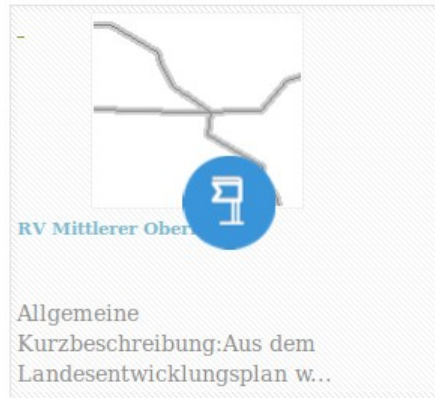 RV Mittlerer Ober
Allgemeine
Kurzbeschreibung:Aus dem
Landesentwicklungsplan w...